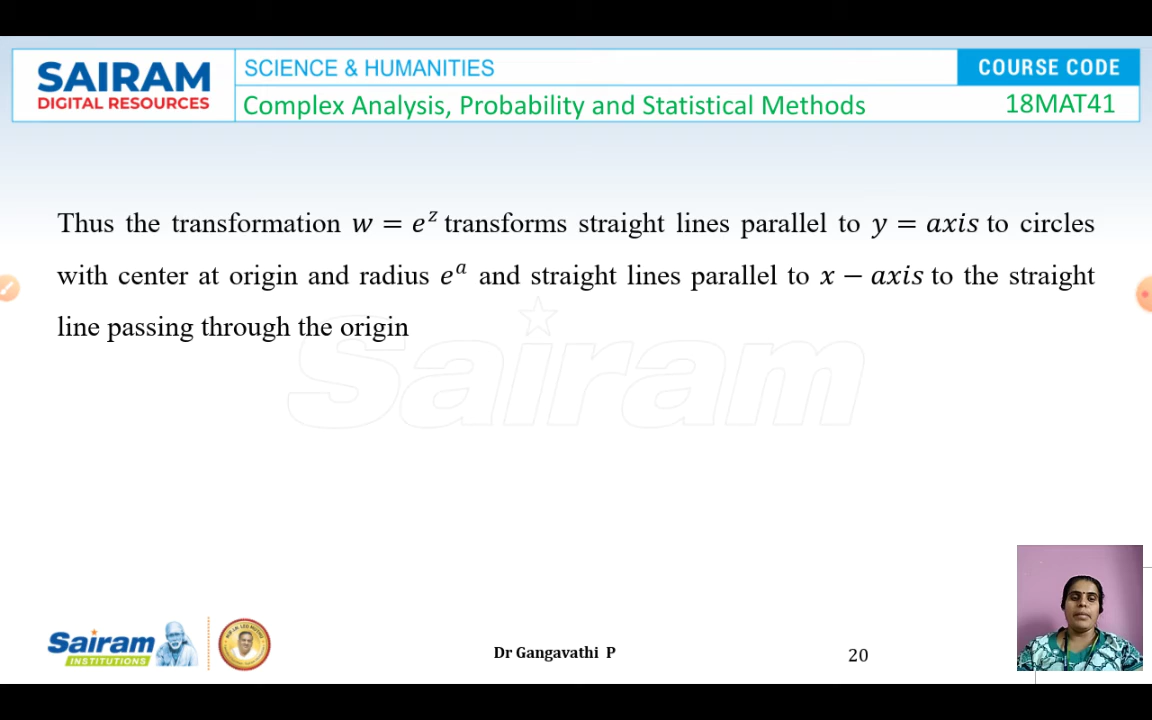 SAIRAM
DIGITAL RESOURCES
SCIENCE & HUMANITIES
COURSE CODE
Complex Analysis, Probability and Statistical Methods
18MAT41
Thus the transformation w = e^z transforms straight lines parallel to y = axis to circles
with center at origin and radius e^a and straight lines parallel to x − axis to the straight
line passing through the origin
Sairam
Sairam
INSTITUTIONS
Dr Gangavathi P
20